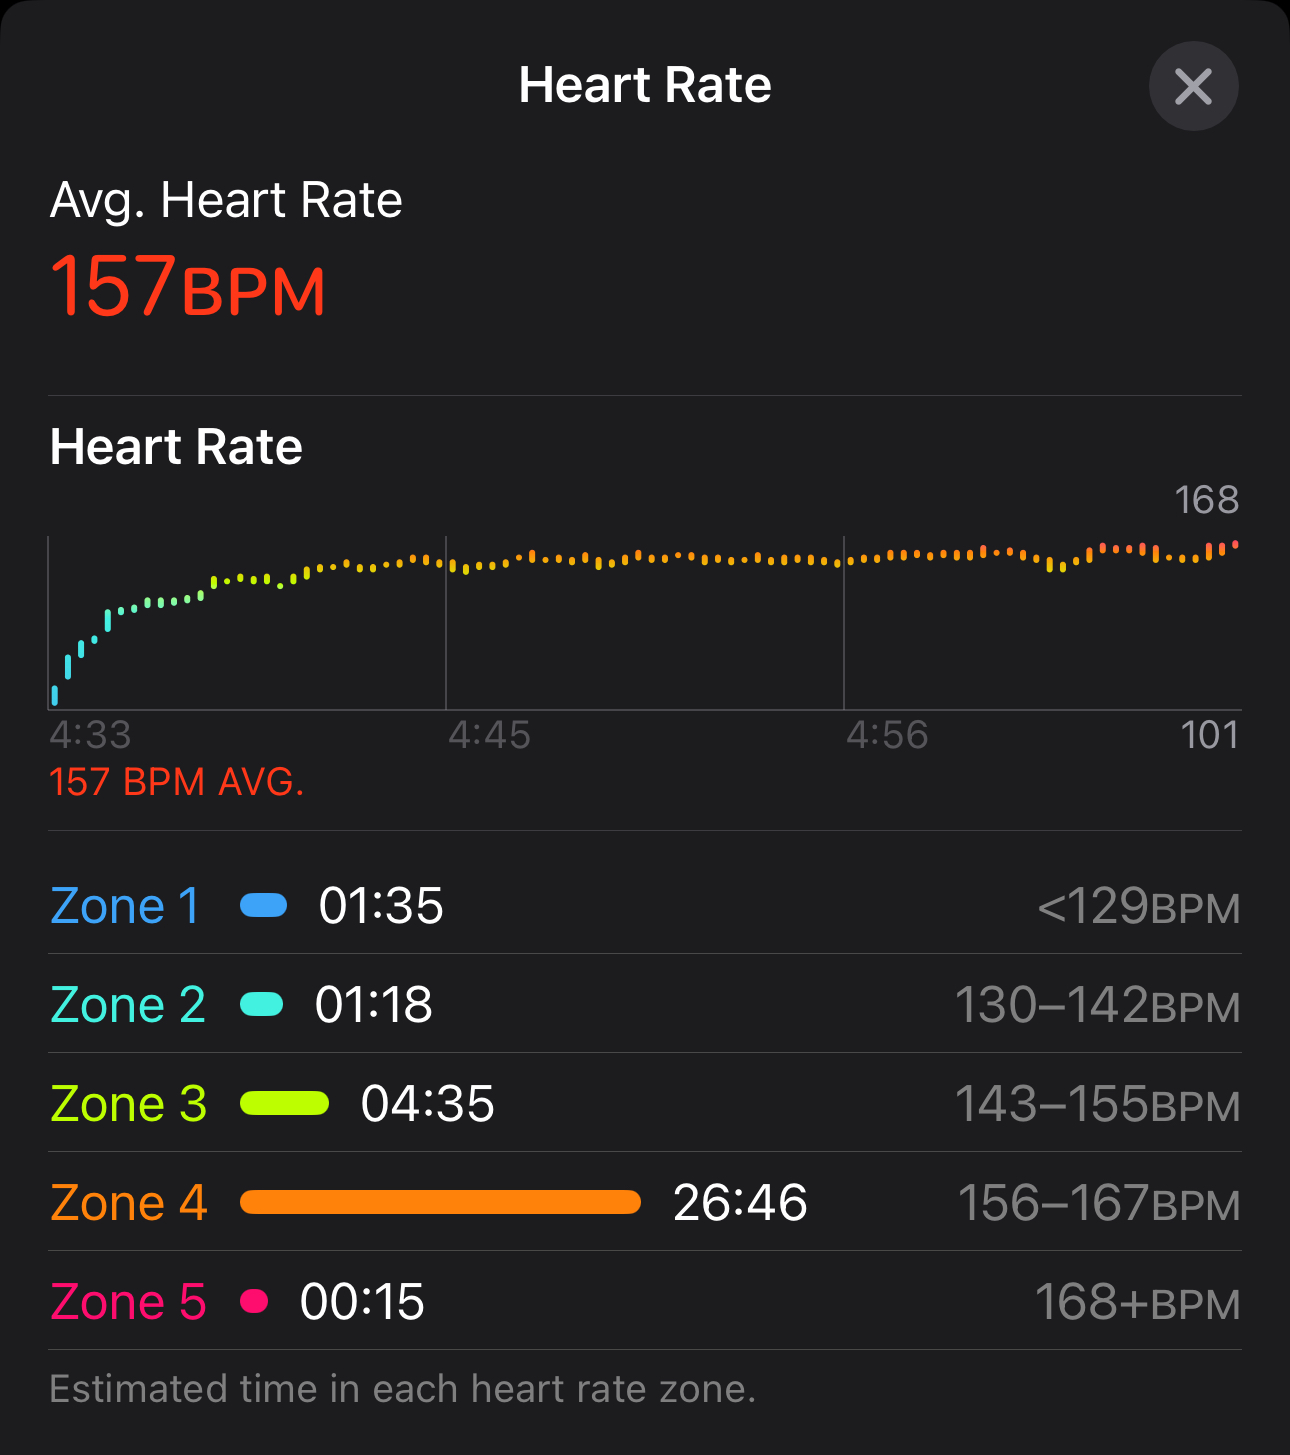 Heart Rate
Avg. Heart Rate
157BPM
Heart Rate
168
4:33 4:45 4:56 101
157 BPM AVG.
Zone 1 01:35 <129BPM
Zone 2 01:18 130–142BPM
Zone 3 04:35 143–155BPM
Zone 4 26:46 156–167BPM
Zone 5 00:15 168+BPM
Estimated time in each heart rate zone.